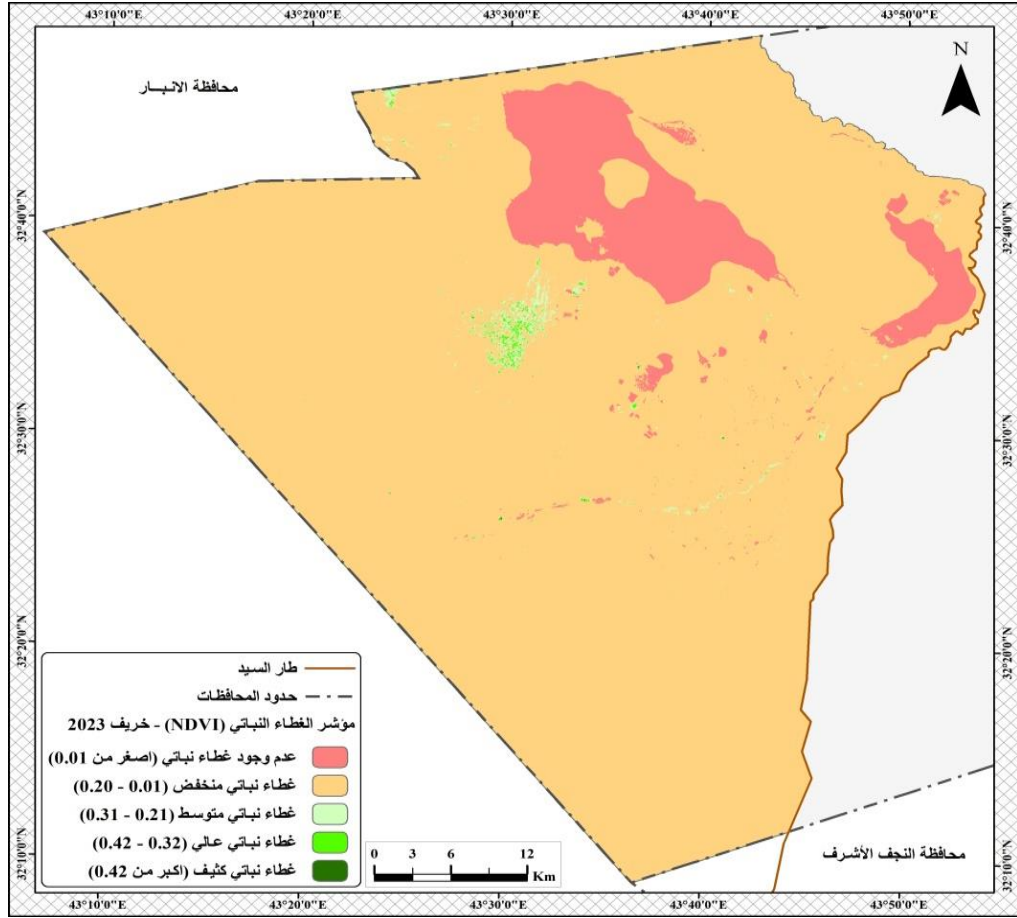 43°10'0"E 43°20'0"E 43°30'0"E 43°40'0"E 43°50'0"E
محافظة الانبــار
N
32°40'0"N 32°40'0"N
32°30'0"N 32°30'0"N
32°20'0"N 32°20'0"N
طار السيد
حدود المحافظات
مؤشر الغطاء النباتي (NDVI) - خريف 2023
عدم وجود غطاء نباتي (اصغر من 0.01)
غطاء نباتي منخفض (0.01 - 0.20)
غطاء نباتي متوسط (0.21 - 0.31)
غطاء نباتي عالي (0.32 - 0.42)
غطاء نباتي كثيف (اكبر من 0.42)
0 3 6 12
Km
محافظة النجف الأشرف
32°10'0"N 32°10'0"N
43°10'0"E 43°20'0"E 43°30'0"E 43°40'0"E 43°50'0"E